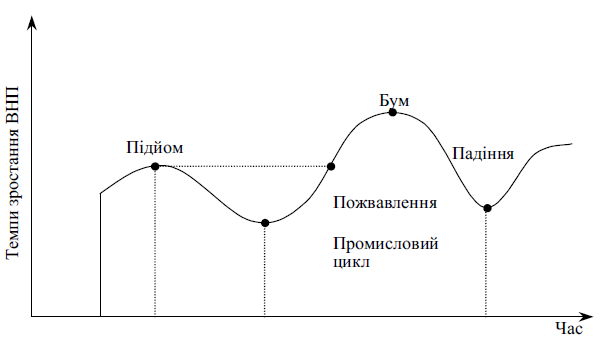 Темпи зростання ВНП
Підйом
Бум
Падіння
Пожвавлення
Промисловий
цикл
Час